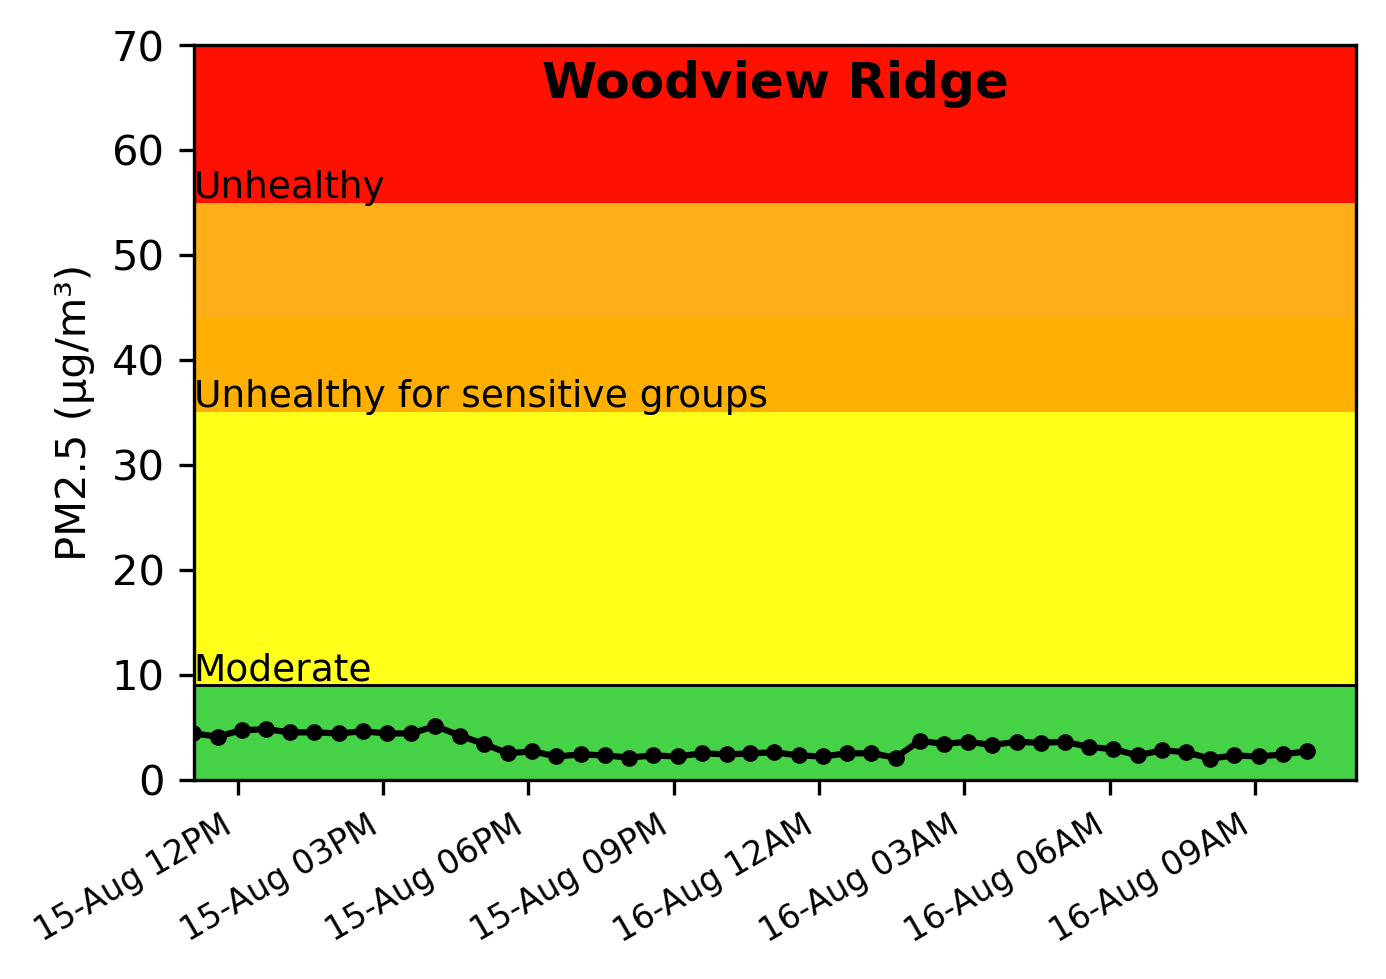 Woodview Ridge
70
60
50
40
30
20
10
0
PM2.5 (µg/m³)
Unhealthy
Unhealthy for sensitive groups
Moderate
15-Aug 12PM
15-Aug 03PM
15-Aug 06PM
15-Aug 09PM
16-Aug 12AM
16-Aug 03AM
16-Aug 06AM
16-Aug 09AM